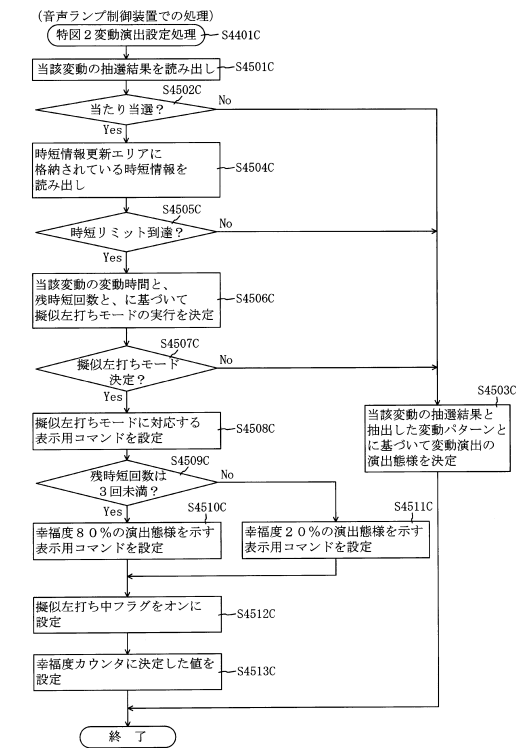 (音声ランプ制御装置での処理)
特図2変動演出設定処理
S4401C
当該変動の抽選結果を読み出し
S4501C
S4502C
当たり当選?
No
Yes
時短情報更新エリアに
格納されている時短情報を
読み出し
S4504C
S4505C
時短リミット到達?
No
Yes
当該変動の変動時間と、
残時短回数と、に基づいて
擬似左打ちモードの実行を決定
S4506C
S4507C
擬似左打ちモード
決定?
No
Yes
擬似左打ちモードに対応する
表示用コマンドを設定
S4508C
S4503C
当該変動の抽選結果と
抽出した変動パターンと
に基づいて変動演出の
演出態様を決定
S4509C
残時短回数は
3回未満?
No
Yes
S4510C
幸福度80%の演出態様を示す
表示用コマンドを設定
S4511C
幸福度20%の演出態様を示す
表示用コマンドを設定
擬似左打ち中フラグをオンに
設定
S4512C
幸福度カウンタに決定した値を
設定
S4513C
終 了